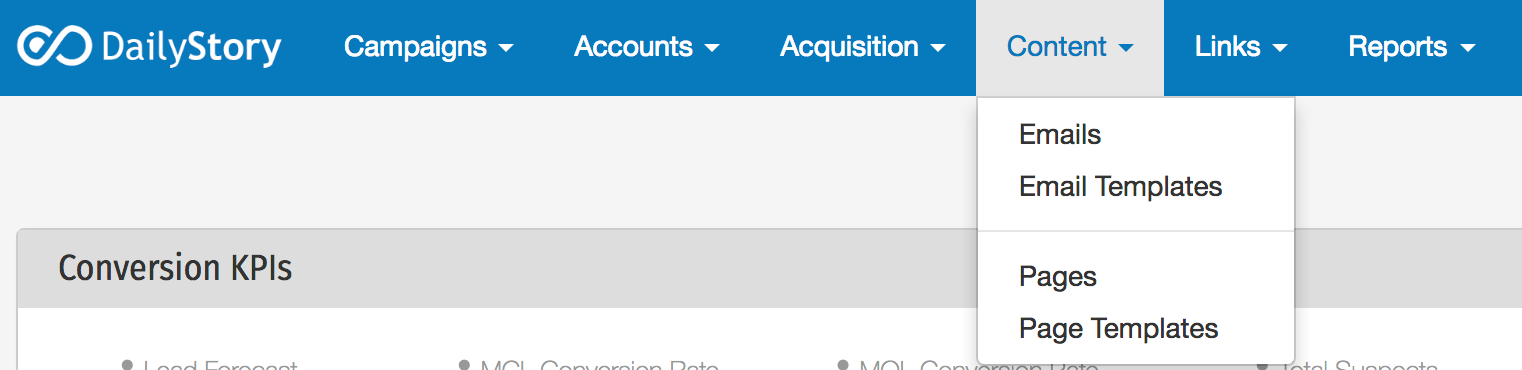 DailyStory Campaigns Accounts Acquisition Content Links Reports
Emails
Email Templates
Pages
Page Templates
Conversion KPIs
Lead Forecast MCL Conversion Rate MQL Conversion Rate Total Suspects